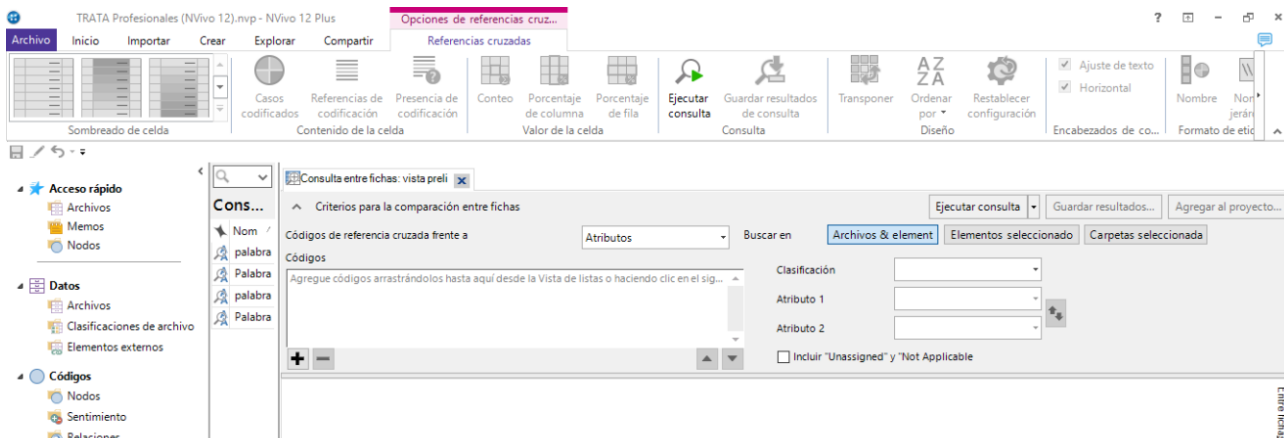 TRATA Profesionales (NVivo 12).nvp - NVivo 12 Plus
Opciones de referencias cruz...
?
Archivo Inicio Importar Crear Explorar Compartir Referencias cruzadas
Casos codificados
Referencias de codificación
Presencia de codificación
Conteo
Porcentaje de columna
Porcentaje de fila
Ejecutar consulta
Guardar resultados de consulta
Transponer
Ordenar por
Restablecer configuración
Ajuste de texto
Horizontal
Nombre
Nom
jerár
Sombreado de celda
Contenido de la celda
Valor de la celda
Consulta
Diseño
Encabezados de co...
Formato de etiq
Acceso rápido
Archivos
Memos
Nodos
Datos
Archivos
Clasificaciones de archivo
Elementos externos
Códigos
Nodos
Sentimiento
Relaciones
Cons...
Nom
palabra
Palabra
palabra
Palabra
Consulta entre fichas: vista preli
Criterios para la comparación entre fichas
Ejecutar consulta
Guardar resultados...
Agregar al proyecto...
Códigos de referencia cruzada frente a
Atributos
Buscar en
Archivos & element
Elementos seleccionado
Carpetas seleccionada
Códigos
Agregue códigos arrastrándolos hasta aquí desde la Vista de listas o haciendo clic en el sig...
Clasificación
Atributo 1
Atributo 2
Incluir "Unassigned" y "Not Applicable
Entre fichas